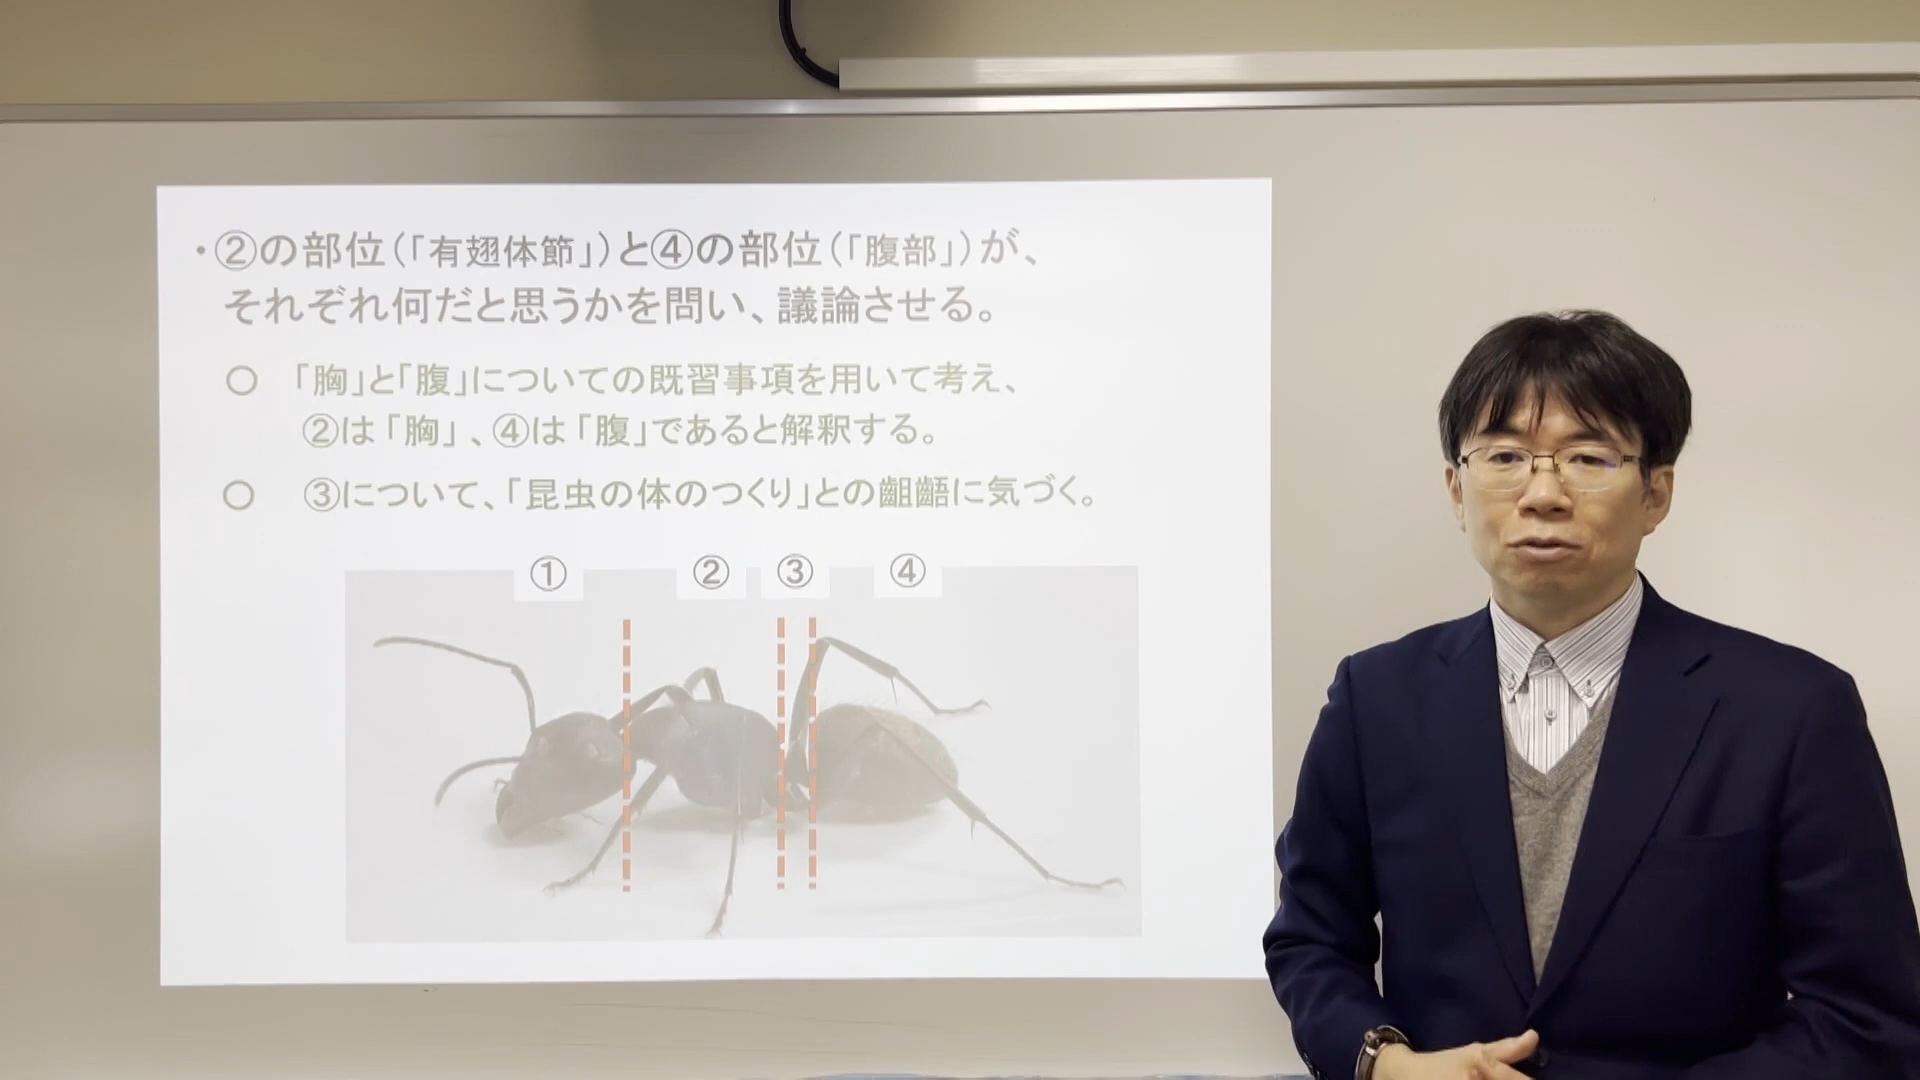 ・②の部位(「有翅体節」)と④の部位(「腹部」)が、
それぞれ何だと思うかを問い、議論させる。
○ 「胸」と「腹」についての既習事項を用いて考え、
②は「胸」、④は「腹」であると解釈する。
○ ③について、「昆虫の体のつくり」との齟齬に気づく。
① ② ③ ④